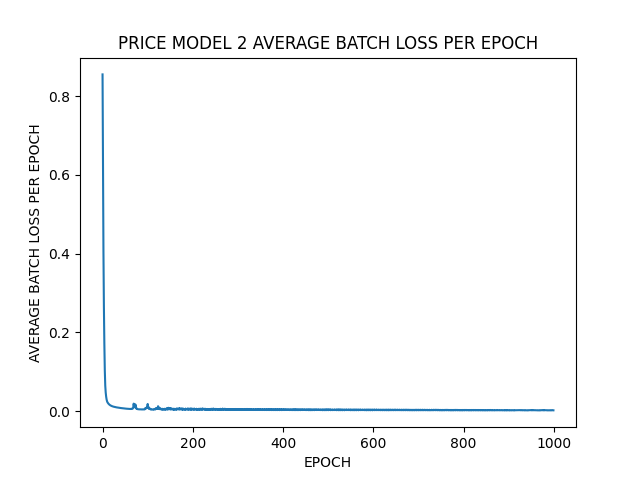 PRICE MODEL 2 AVERAGE BATCH LOSS PER EPOCH
AVERAGE BATCH LOSS PER EPOCH
0.8
0.6
0.4
0.2
0.0
0 200 400 600 800 1000
EPOCH